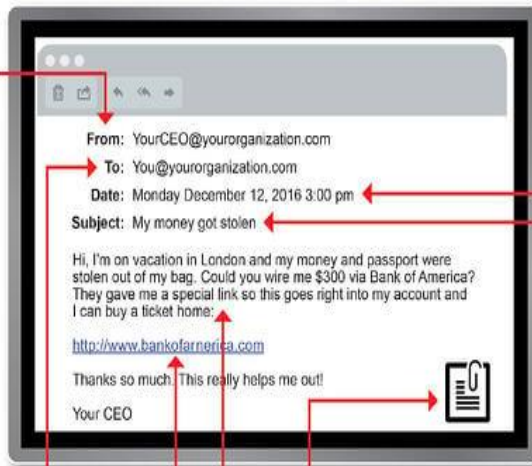 From: YourCEO@yourorganization.com
To: You@yourorganization.com
Date: Monday December 12, 2016 3:00 pm
Subject: My money got stolen
Hi, I'm on vacation in London and my money and passport were
stolen out of my bag. Could you wire me $300 via Bank of America?
They gave me a special link so this goes right into my account and
I can buy a ticket home:
http://www.bankofarnerica.com
Thanks so much. This really helps me out!
Your CEO